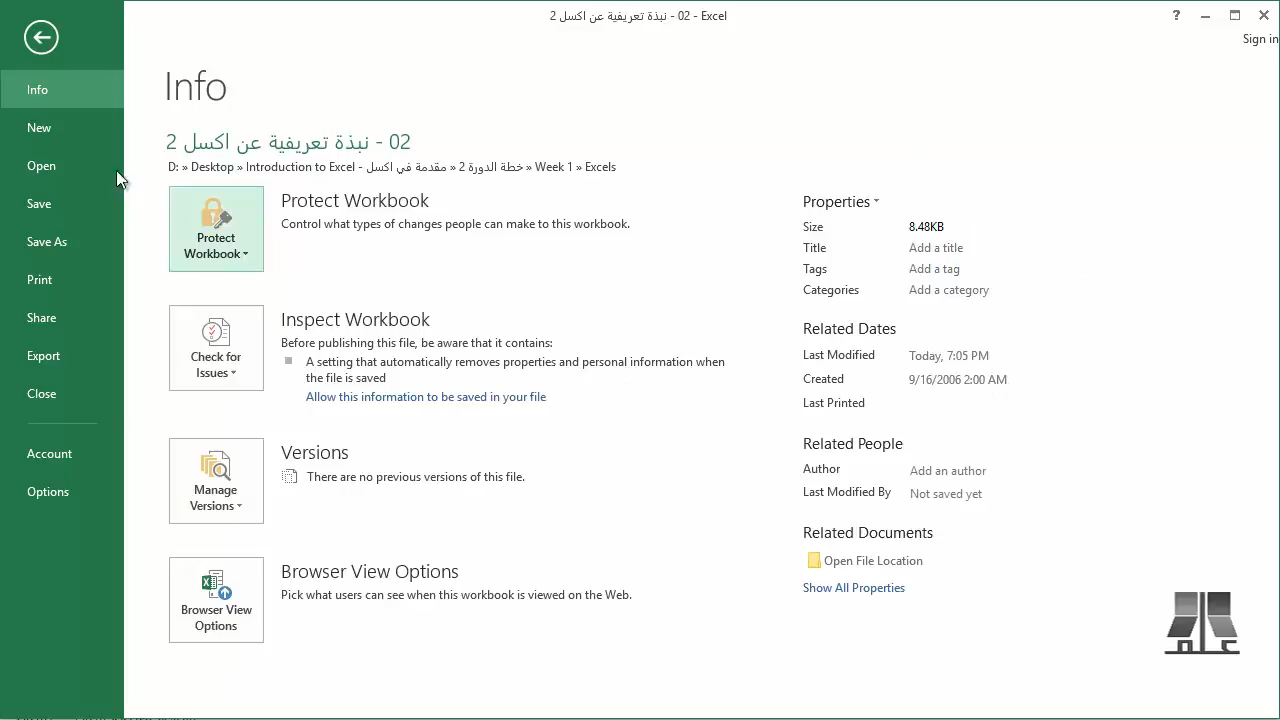 02 - نبذة تعريفية عن اكسل 2 - Excel
?
Sign in
Info
New
Open
Save
Save As
Print
Share
Export
Close
Account
Options
Info
02 - نبذة تعريفية عن اكسل 2
D: » Desktop » Introduction to Excel - مقدمة في اكسل » خطة الدورة 2 » Week 1 » Excels
Protect
Workbook
Protect Workbook
Control what types of changes people can make to this workbook.
Check for
Issues
Inspect Workbook
Before publishing this file, be aware that it contains:
A setting that automatically removes properties and personal information when
the file is saved
Allow this information to be saved in your file
Manage
Versions
Versions
There are no previous versions of this file.
Browser View
Options
Browser View Options
Pick what users can see when this workbook is viewed on the Web.
Properties
Size 8.48KB
Title Add a title
Tags Add a tag
Categories Add a category
Related Dates
Last Modified Today, 7:05 PM
Created 9/16/2006 2:00 AM
Last Printed
Related People
Author Add an author
Last Modified By Not saved yet
Related Documents
Open File Location
Show All Properties
علم